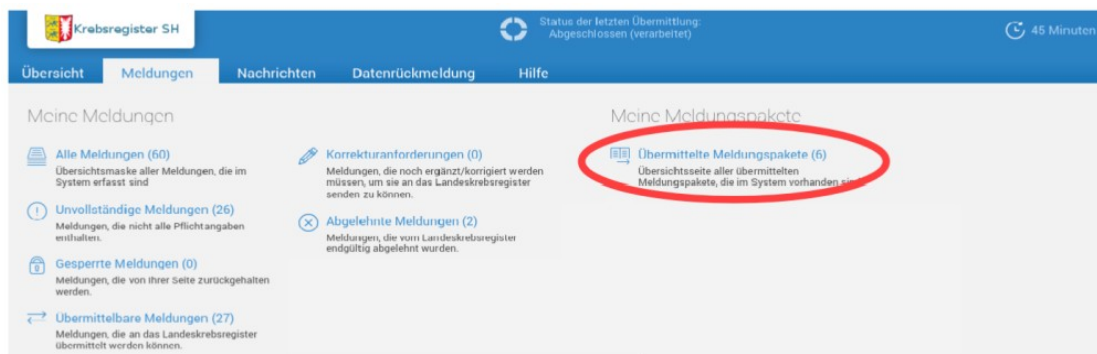 Krebsregister SH
Status der letzten Übermittlung:
Abgeschlossen (verarbeitet)
45 Minuten
Übersicht Meldungen Nachrichten Datenrückmeldung Hilfe
Meine Meldungen
Alle Meldungen (60)
Übersichtsmaske aller Meldungen, die im
System erfasst sind
Unvollständige Meldungen (26)
Meldungen, die nicht alle Pflichtangaben
enthalten.
Gesperrte Meldungen (0)
Meldungen, die von Ihrer Seite zurückgehalten
werden.
Übermittelbare Meldungen (27)
Meldungen, die an das Landeskrebsregister
übermittelt werden können.
Korrekturanforderungen (0)
Meldungen, die noch ergänzt/korrigiert werden
müssen, um sie an das Landeskrebsregister
senden zu können.
Abgelehnte Meldungen (2)
Meldungen, die vom Landeskrebsregister
endgültig abgelehnt wurden.
Meine Meldungspakete
Übermittelte Meldungspakete (6)
Übersichtsseite aller übermittelten
Meldungspakete, die im System vorhanden sind